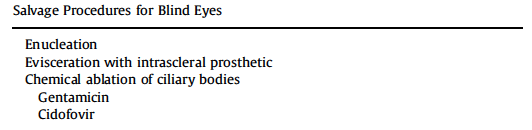 Salvage Procedures for Blind Eyes
Enucleation
Evisceration with intrascleral prosthetic
Chemical ablation of ciliary bodies
Gentamicin
Cidofovir